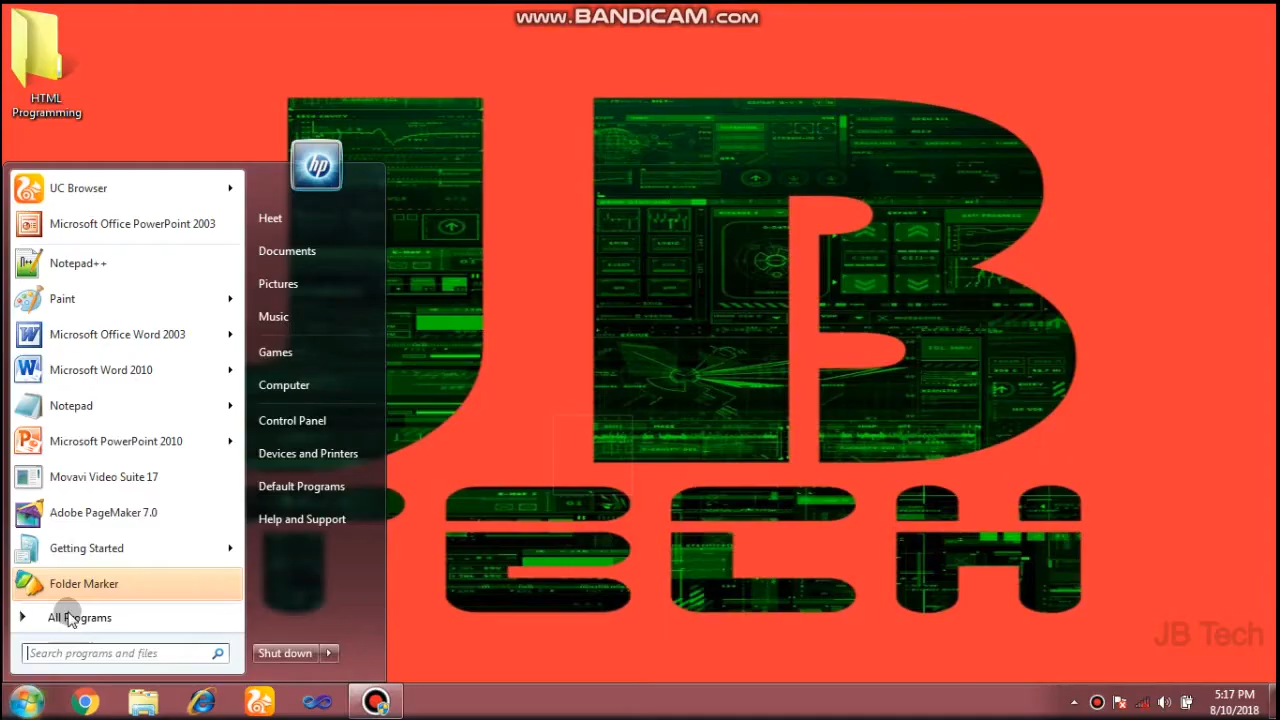 www.BANDICAM.com
HTML
Programming
hp
UC Browser
Microsoft Office PowerPoint 2003
Notepad++
Paint
Microsoft Office Word 2003
Microsoft Word 2010
Notepad
Microsoft PowerPoint 2010
Movavi Video Suite 17
Adobe PageMaker 7.0
Getting Started
Folder Marker
All Programs
Search programs and files
Heet
Documents
Pictures
Music
Games
Computer
Control Panel
Devices and Printers
Default Programs
Help and Support
Shut down
JB
TECH
JB Tech
5:17 PM
8/10/2018